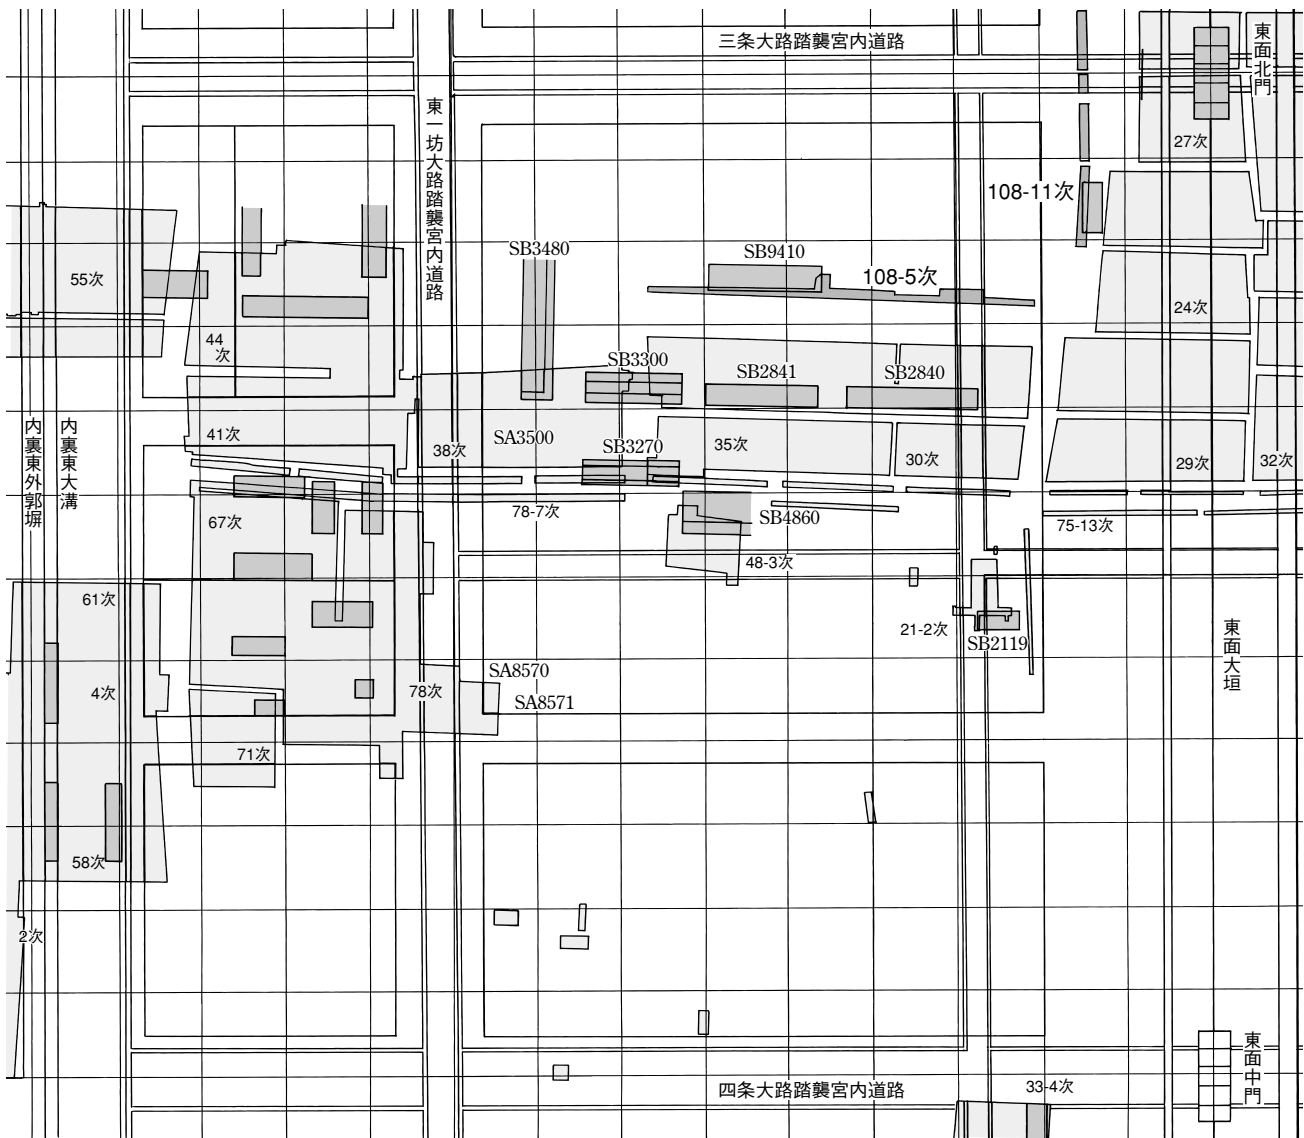 三条大路踏襲宮内道路
東面北門
東一坊大路踏襲宮内道路
27次
108-11次
SB3480
SB9410
108-5次
55次
24次
44次
SB3300
SB2841
SB2840
内裏東外郭塀
内裏東大溝
41次
38次
SA3500
SB3270
35次
30次
29次
32次
67次
78-7次
SB4860
75-13次
48-3次
61次
21-2次
SB2119
東面大垣
4次
78次
SA8570
SA8571
71次
58次
2次
四条大路踏襲宮内道路
33-4次
東面中門